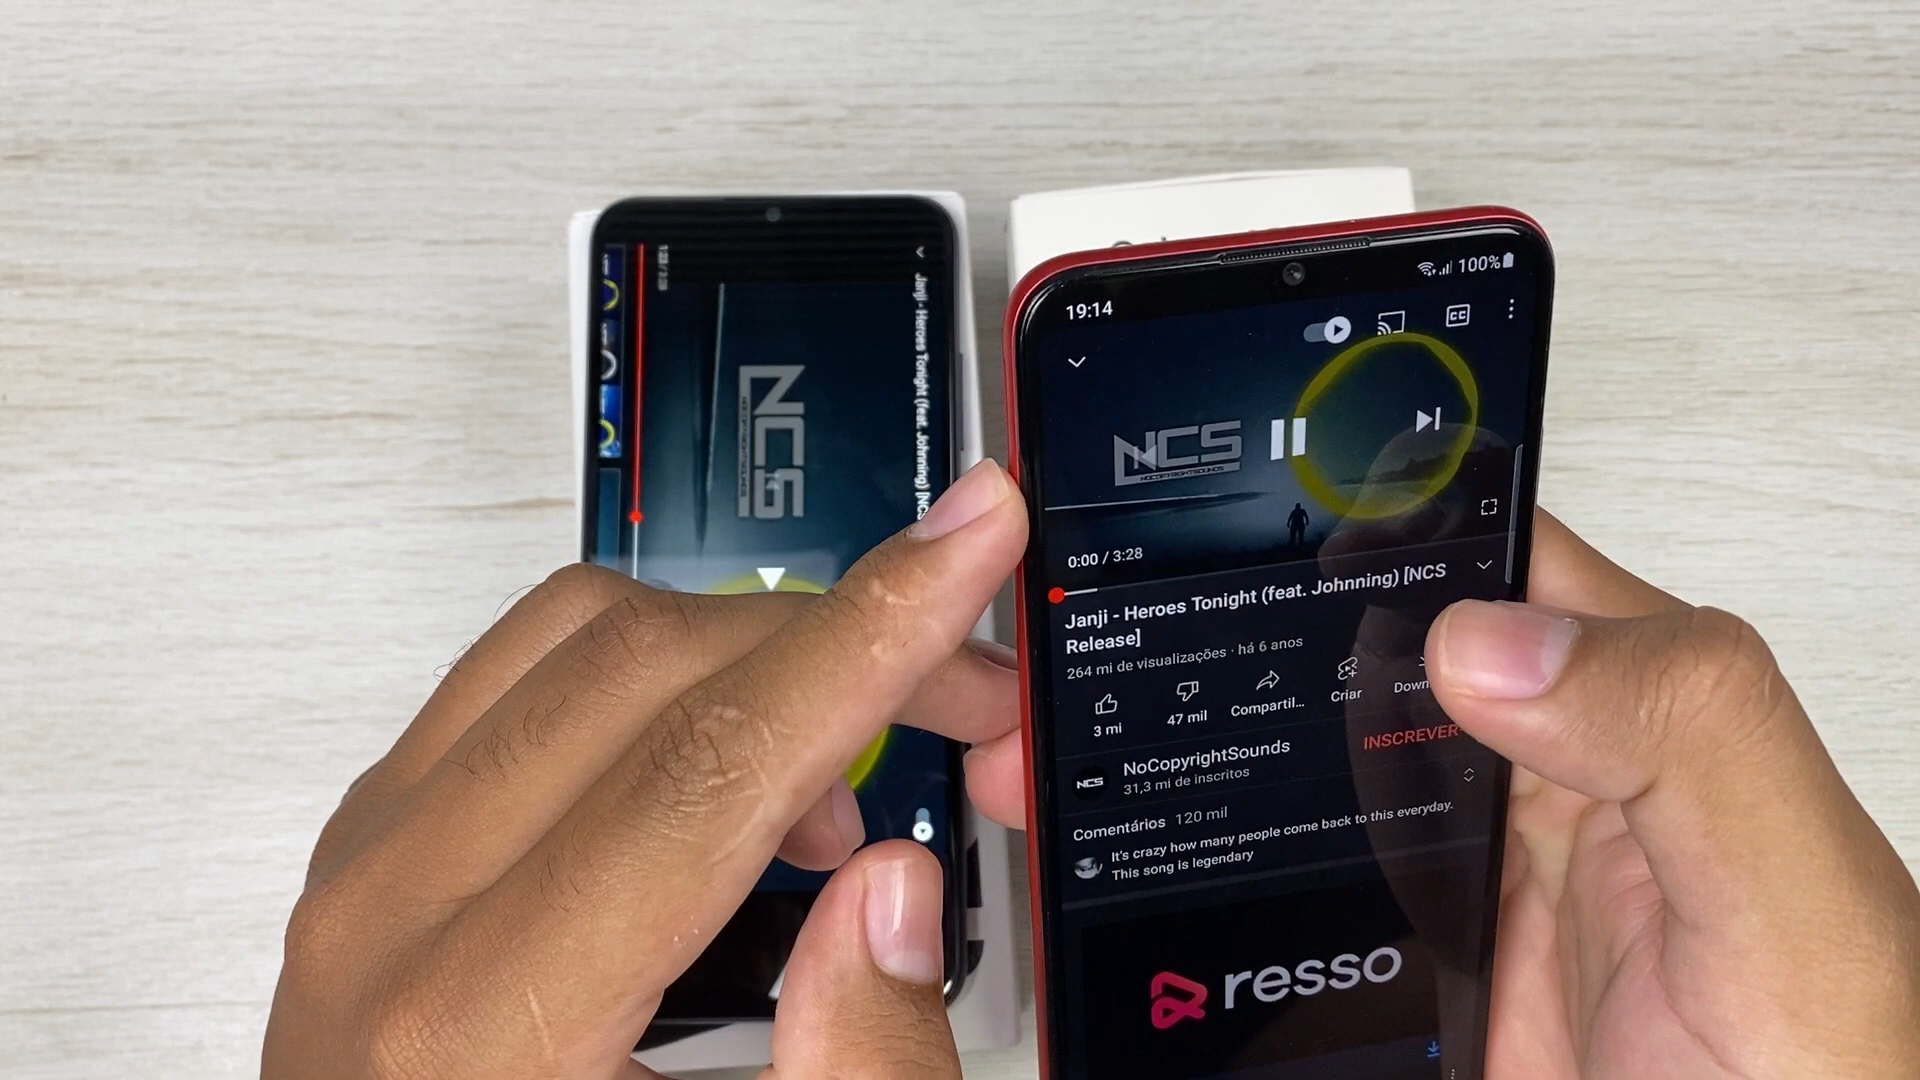 Janji - Heroes Tonight (feat. Johnning) [NCS
NCS
19:14
100%
CC
NCS
NOCOPYRIGHTSOUNDS
0:00 / 3:28
Janji - Heroes Tonight (feat. Johnning) [NCS
Release]
264 mi de visualizações · há 6 anos
3 mi
47 mil
Compartil...
Criar
Down
INSCREVER-
NCS
NoCopyrightSounds
31,3 mi de inscritos
Comentários 120 mil
It's crazy how many people come back to this everyday.
This song is legendary
resso